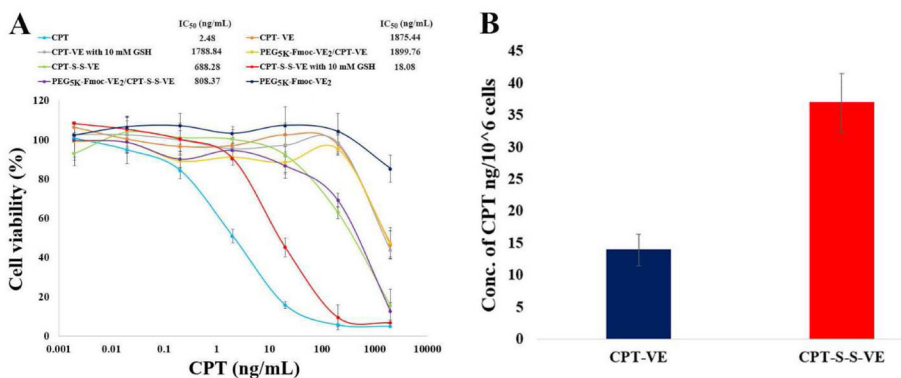 A
IC50 (ng/mL) IC50 (ng/mL)
CPT 2.48 CPT- VE 1875.44
CPT-VE with 10 mM GSH 1788.84 PEG5K-Fmoc-VE2/CPT-VE 1899.76
CPT-S-S-VE 688.28 CPT-S-S-VE with 10 mM GSH 18.08
PEG5K-Fmoc-VE2/CPT-S-S-VE 808.37 PEG5K-Fmoc-VE2
Cell viability (%)
120
100
80
60
40
20
0
0.001 0.01 0.1 1 10 100 1000 10000
CPT (ng/mL)
B
Conc. of CPT ng/10^6 cells
45
40
35
30
25
20
15
10
5
0
CPT-VE CPT-S-S-VE